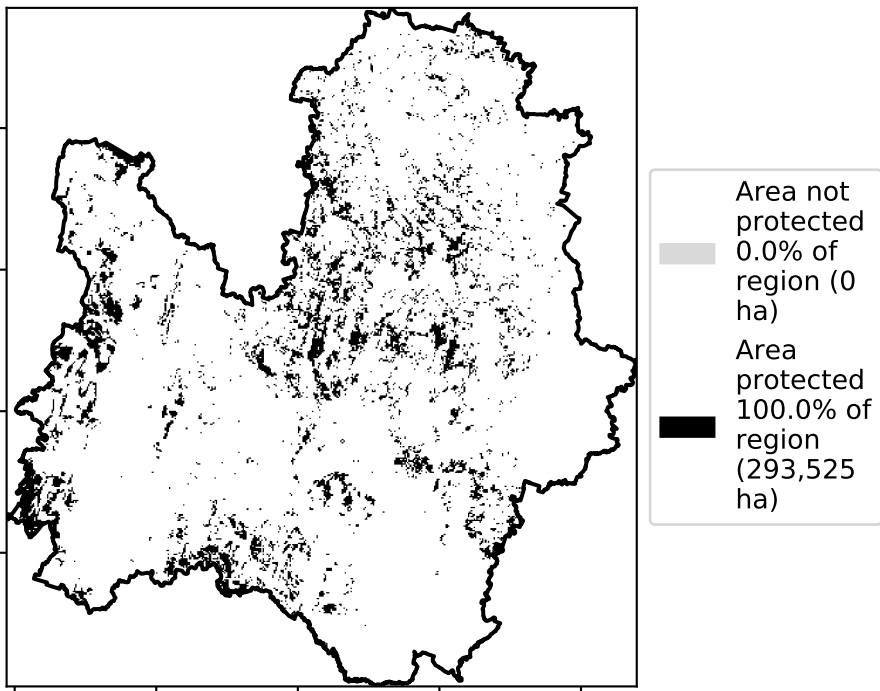 Area not
protected
0.0% of
region (0
ha)
Area
protected
100.0% of
region
(293,525
ha)